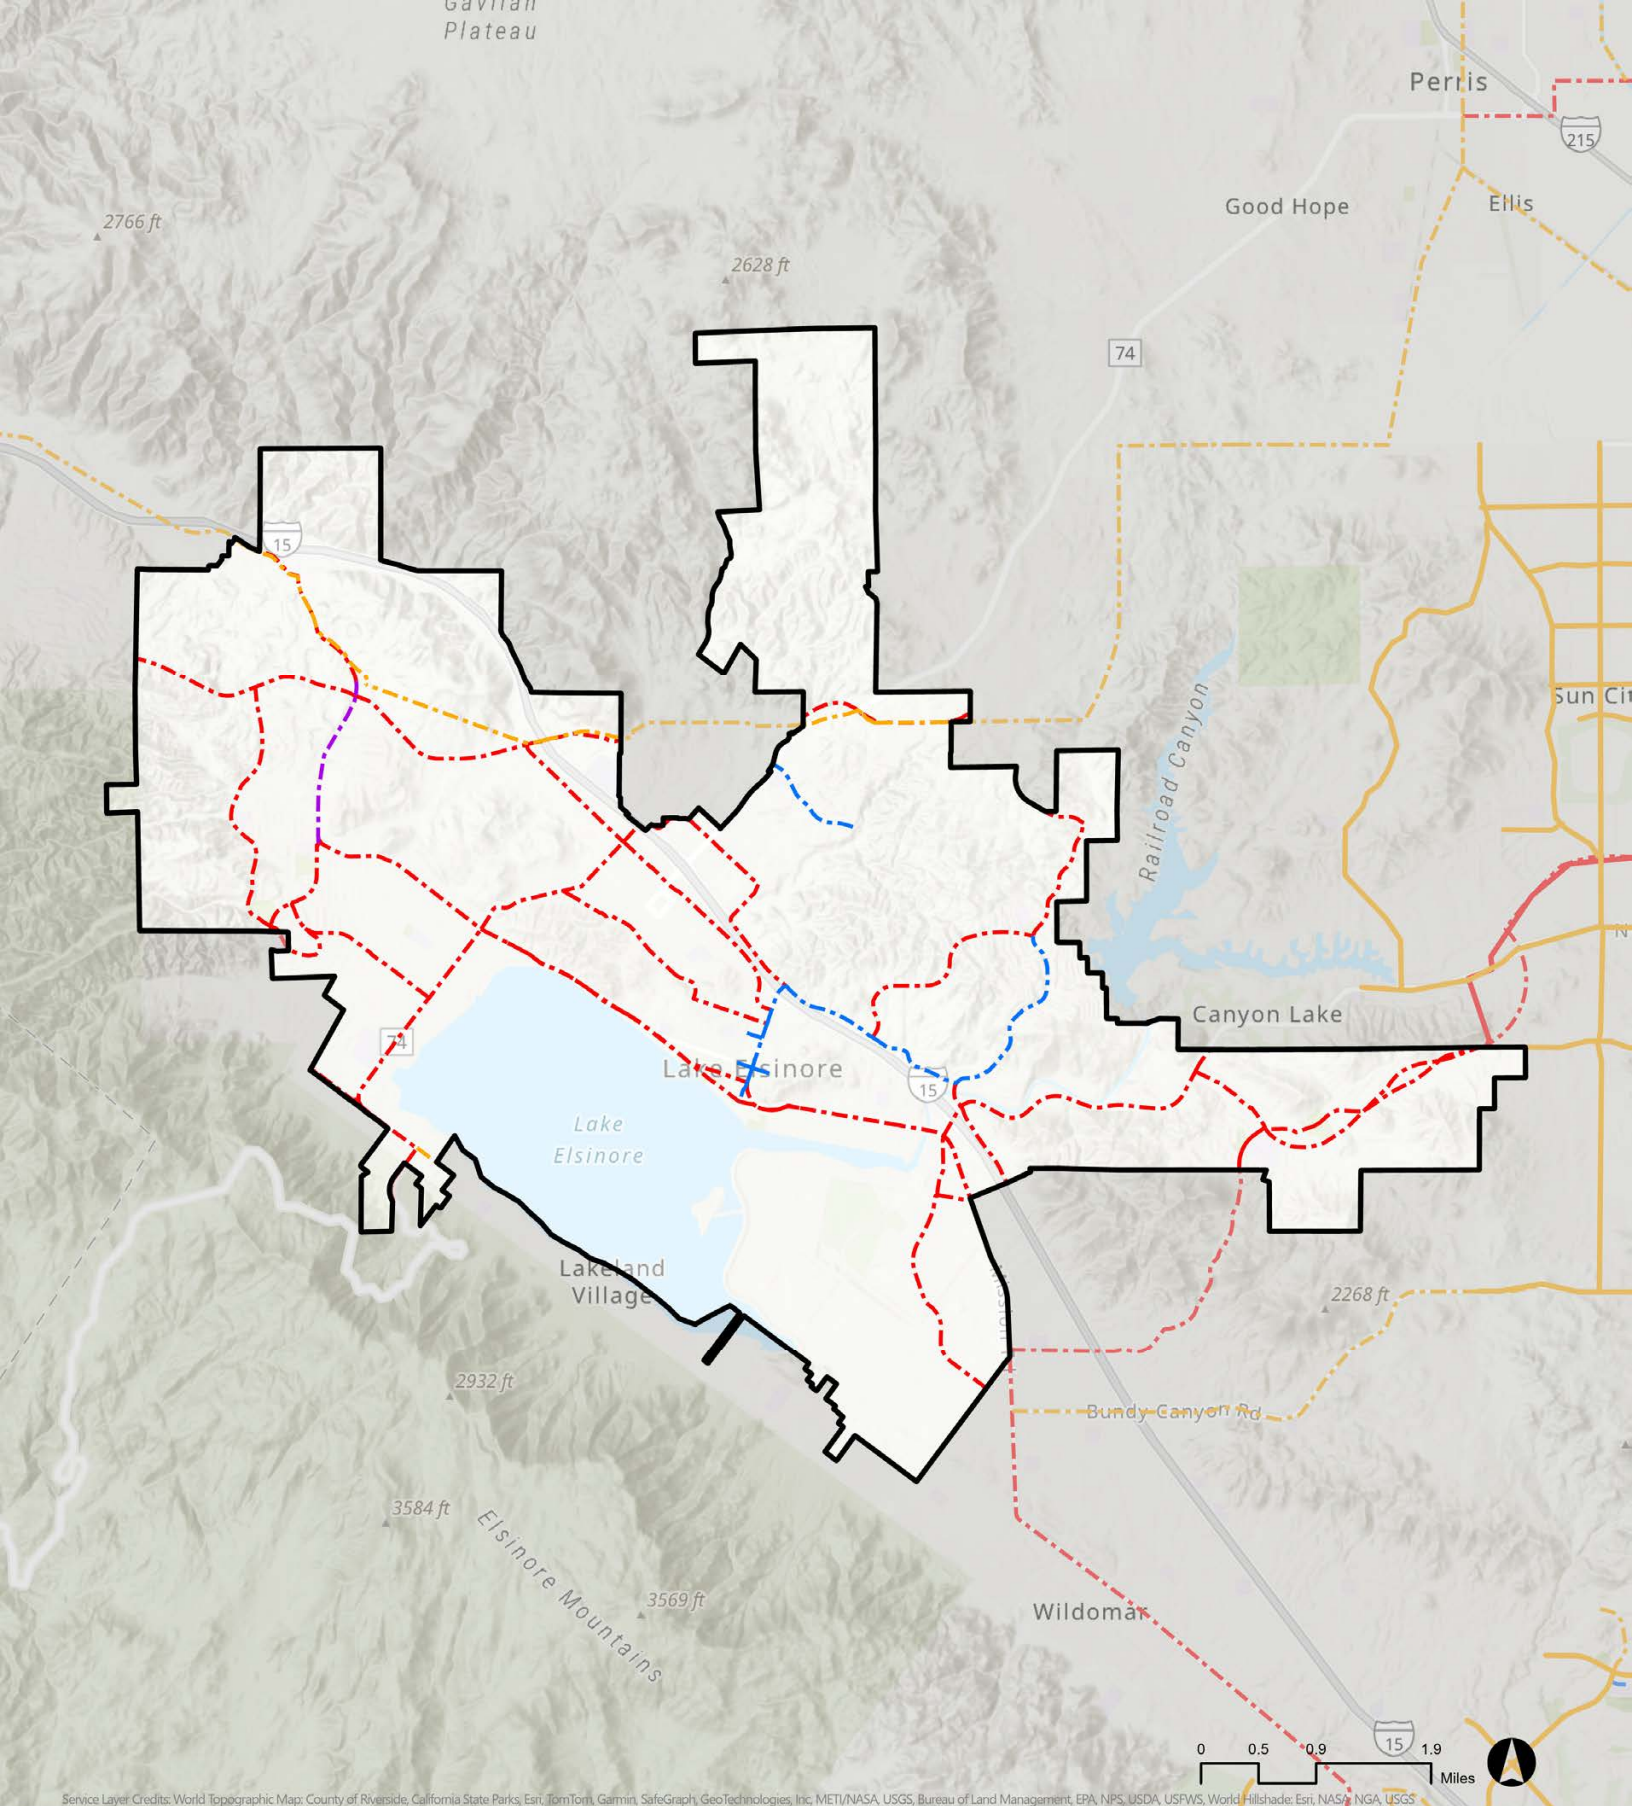 Gavilan
Plateau
Perris
215
Good Hope
Ellis
2766 ft
2628 ft
74
15
Sun Cit
Railroad Canyon
N
Canyon Lake
74
Lake Elsinore
15
Lake
Elsinore
Lakeland
Village
Mission
2268 ft
2932 ft
Bundy Canyon Rd
3584 ft
Elsinore Mountains
3569 ft
Wildomar
15
0 0.5 0.9 1.9
Miles
Service Layer Credits: World Topographic Map: County of Riverside, California State Parks, Esri, TomTom, Garmin, SafeGraph, GeoTechnologies, Inc, METI/NASA, USGS, Bureau of Land Management, EPA, NPS, USDA, USFWS, World Hillshade: Esri, NASA, NGA, USGS